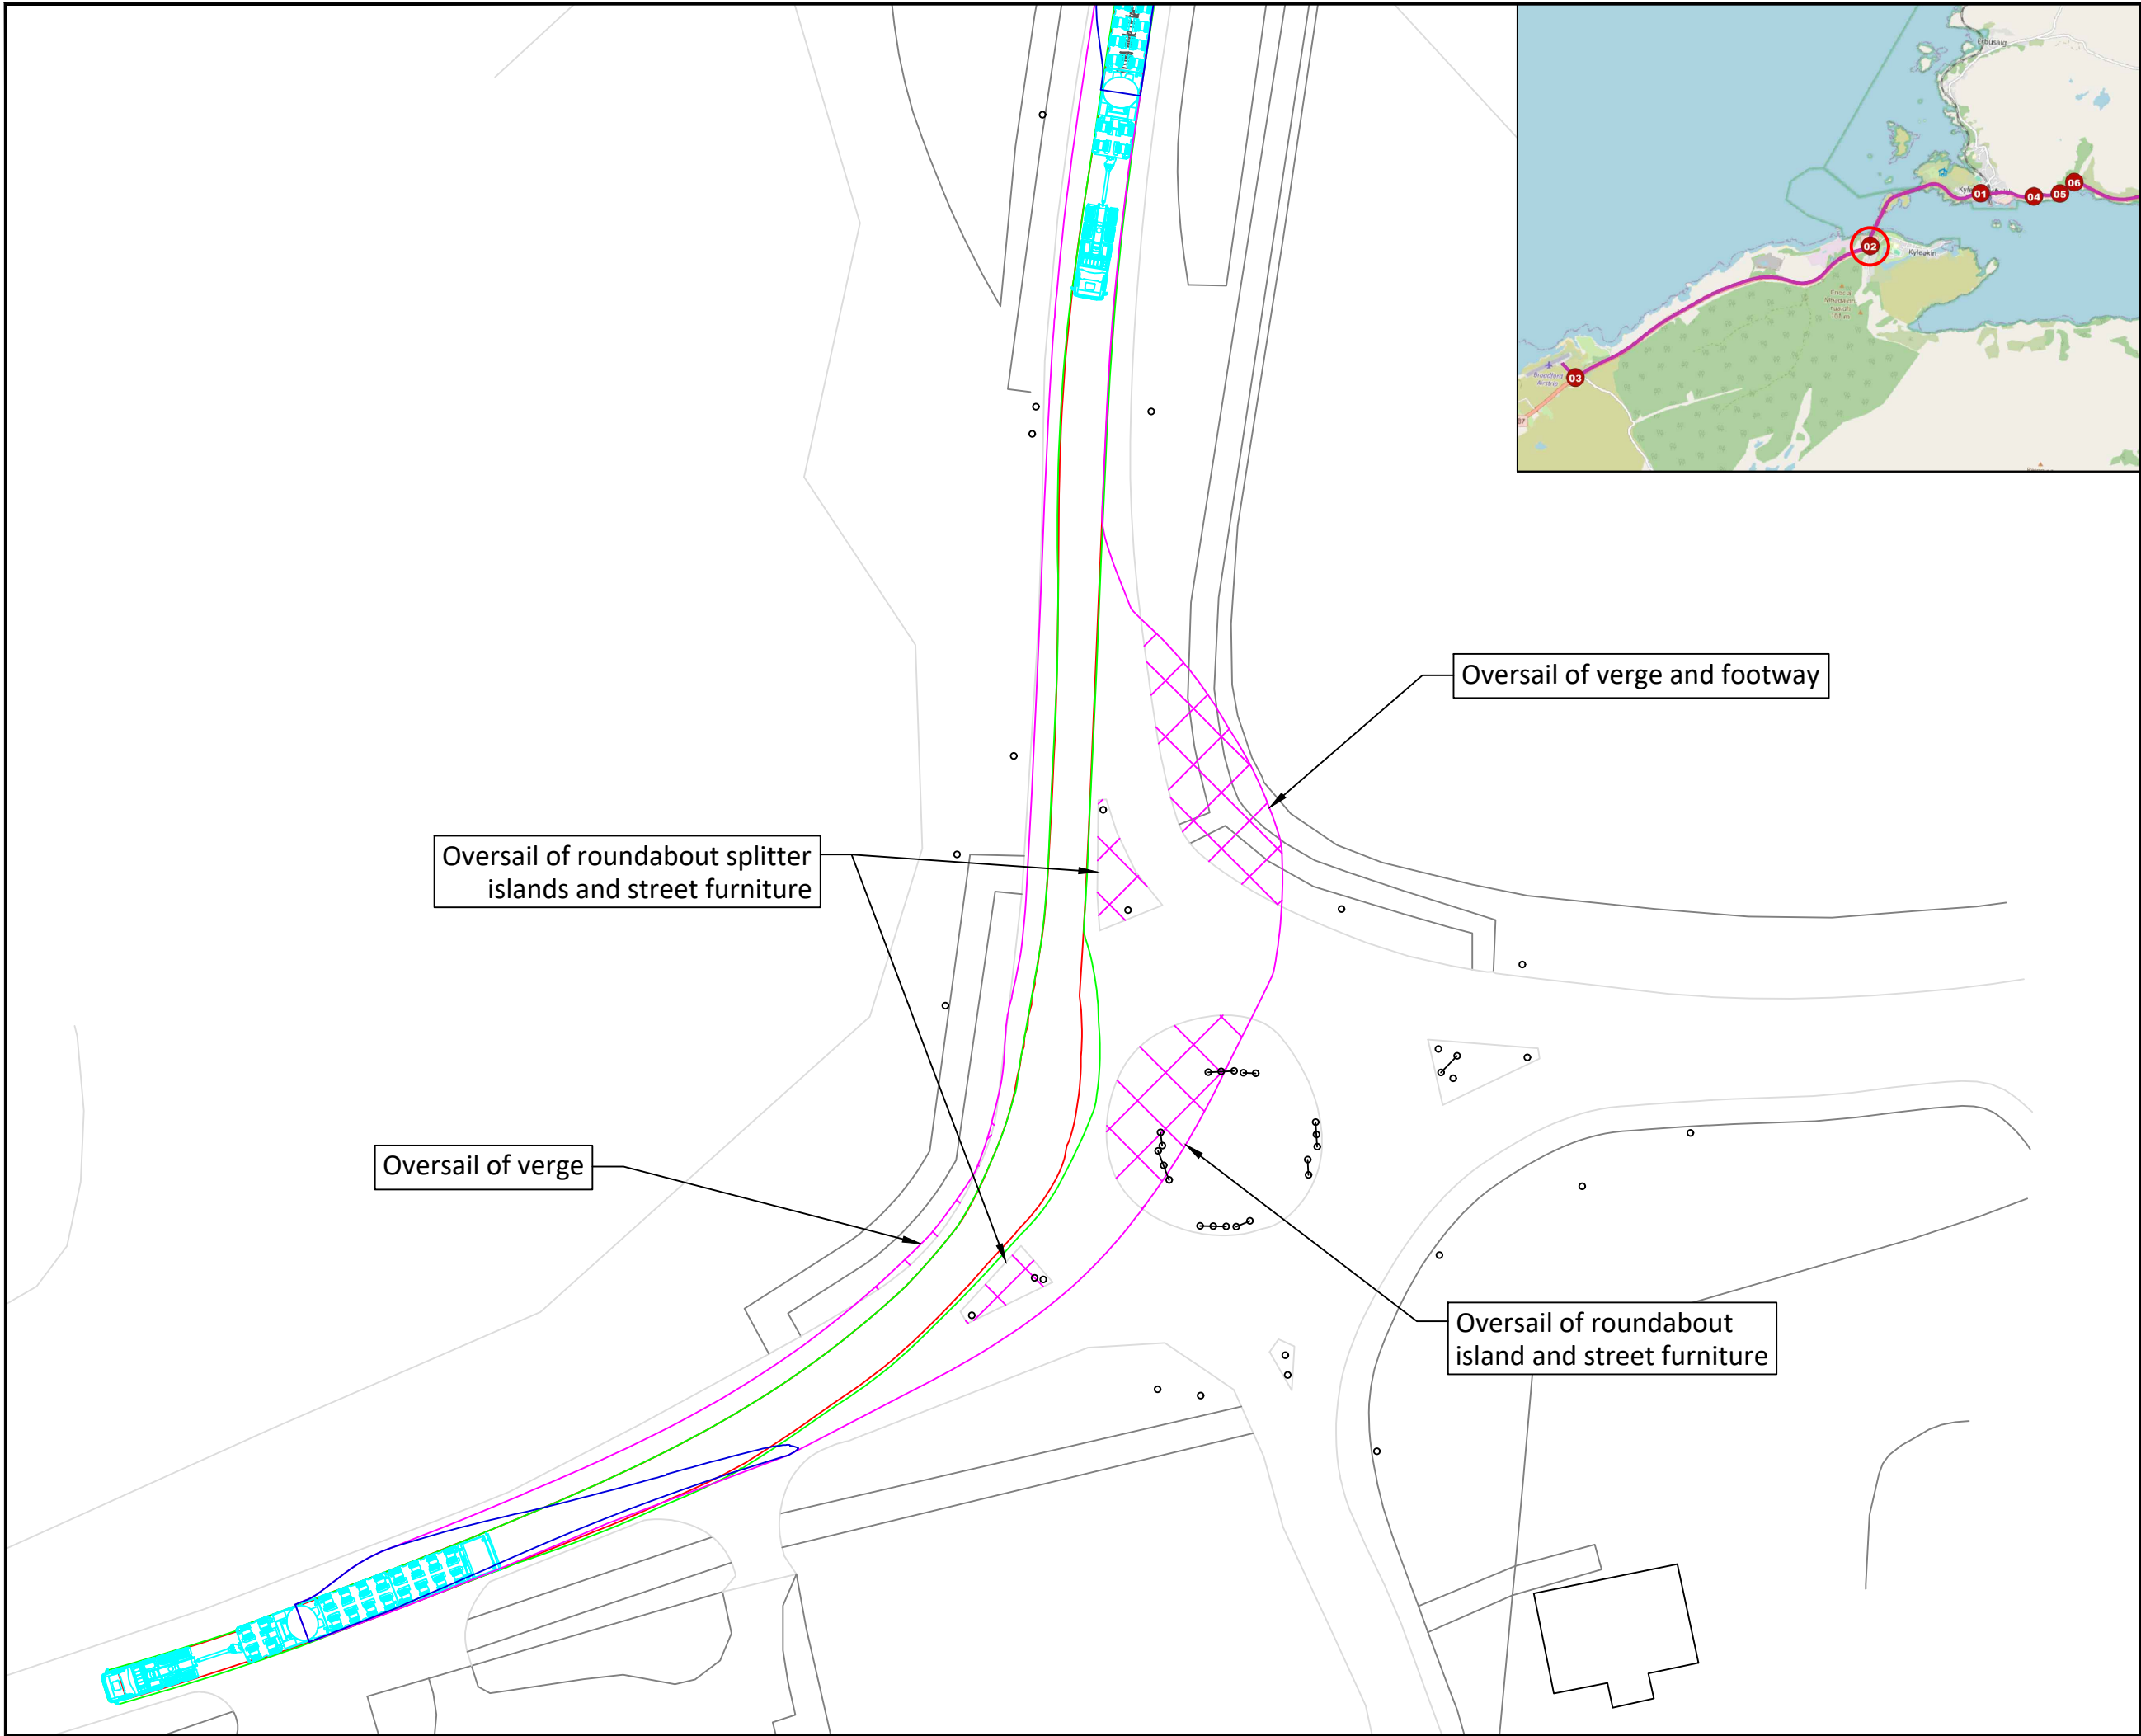 Erbusaig
01
04
05
06
02
Kyleakin
03
Oversail of verge and footway
Oversail of roundabout splitter
islands and street furniture
Oversail of verge
Oversail of roundabout
island and street furniture